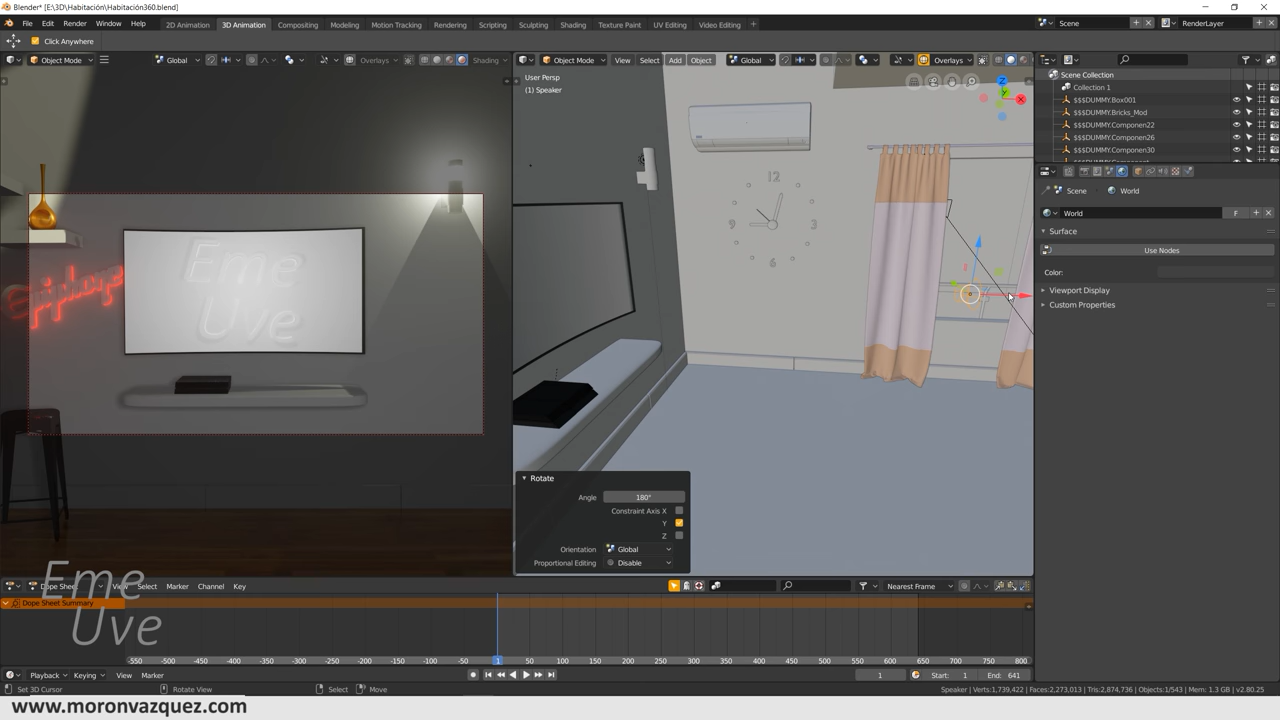 Blender* [E:\3D\Habitación\Habitación360.blend]
File Edit Render Window Help 2D Animation 3D Animation Compositing Modeling Motion Tracking Rendering Scripting Sculpting Shading Texture Paint UV Editing Video Editing + Scene RenderLayer
Click Anywhere
Object Mode Global Shading Object Mode View Select Add Object Global Overlays
User Persp
(1) Speaker
Z
Y
X
Scene Collection
Collection 1
$$$DUMMY.Box001
$$$DUMMY.Bricks_Mod
$$$DUMMY.Componen22
$$$DUMMY.Componen26
$$$DUMMY.Componen30
Scene World
World F
Surface
Use Nodes
Color:
Viewport Display
Custom Properties
12
9 3
6
Eme
Uve
Epiphone
Rotate
Angle 180°
Constraint Axis X
Y
Z
Orientation Global
Proportional Editing Disable
Dope Sheet View Select Marker Channel Key Nearest Frame
Dope Sheet Summary
Eme
Uve
-550 -500 -450 -400 -350 -300 -250 -200 -150 -100 -50 1 50 100 150 200 250 300 350 400 450 500 550 600 650 700 750 800
Playback Keying View Marker 1 Start: 1 End: 641
Set 3D Cursor Rotate View Select Move Speaker | Verts:1,739,422 | Faces:2,273,013 | Tris:2,874,736 | Objects:1/543 | Mem: 1.3 GB | v2.80.25
www.moronvazquez.com